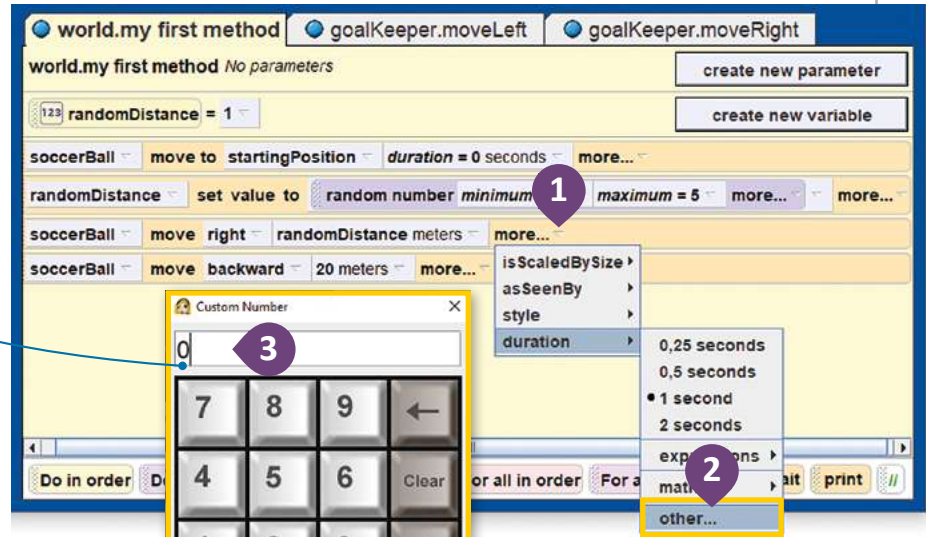 world.my first method goalKeeper.moveLeft goalKeeper.moveRight
world.my first method No parameters create new parameter
123 randomDistance = 1 create new variable
soccerBall move to startingPosition duration = 0 seconds more...
randomDistance set value to random number minimum 1 maximum = 5 more... more...
soccerBall move right randomDistance meters more...
soccerBall move backward 20 meters more...
isScaledBySize
asSeenBy
style
duration
0,25 seconds
0,5 seconds
1 second
2 seconds
2
other...
Custom Number
0 3
7 8 9 ←
4 5 6 Clear
Do in order or all in order For a print //